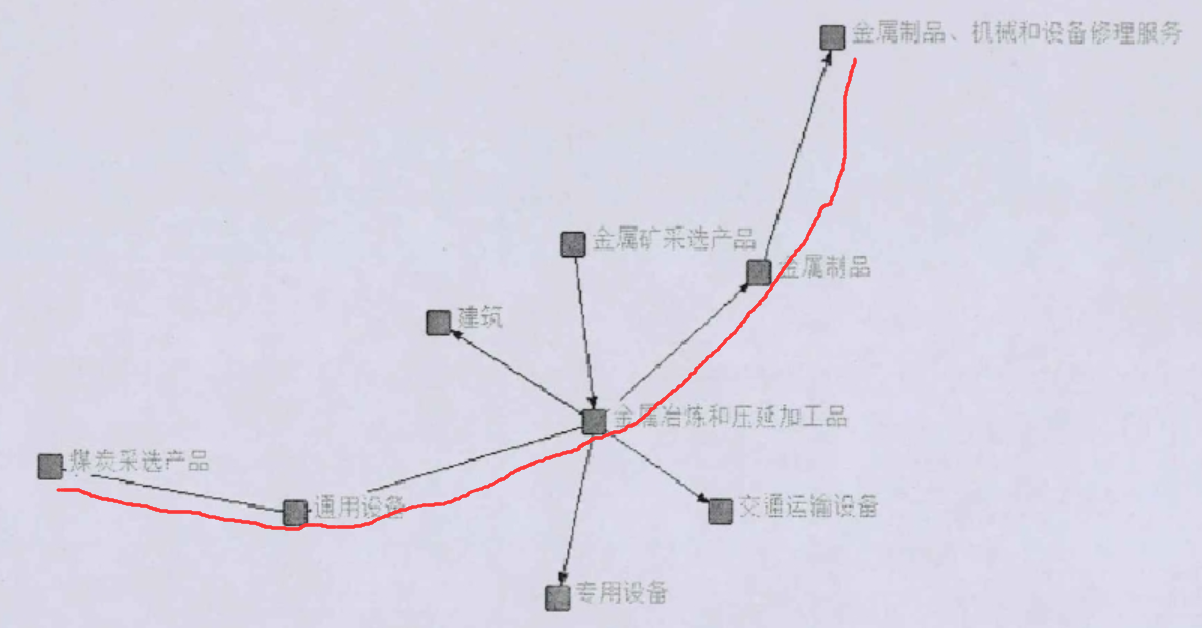 金属制品、机械和设备修理服务
金属矿采选产品
金属制品
建筑
金属冶炼和压延加工品
煤炭采选产品
通用设备
交通运输设备
专用设备